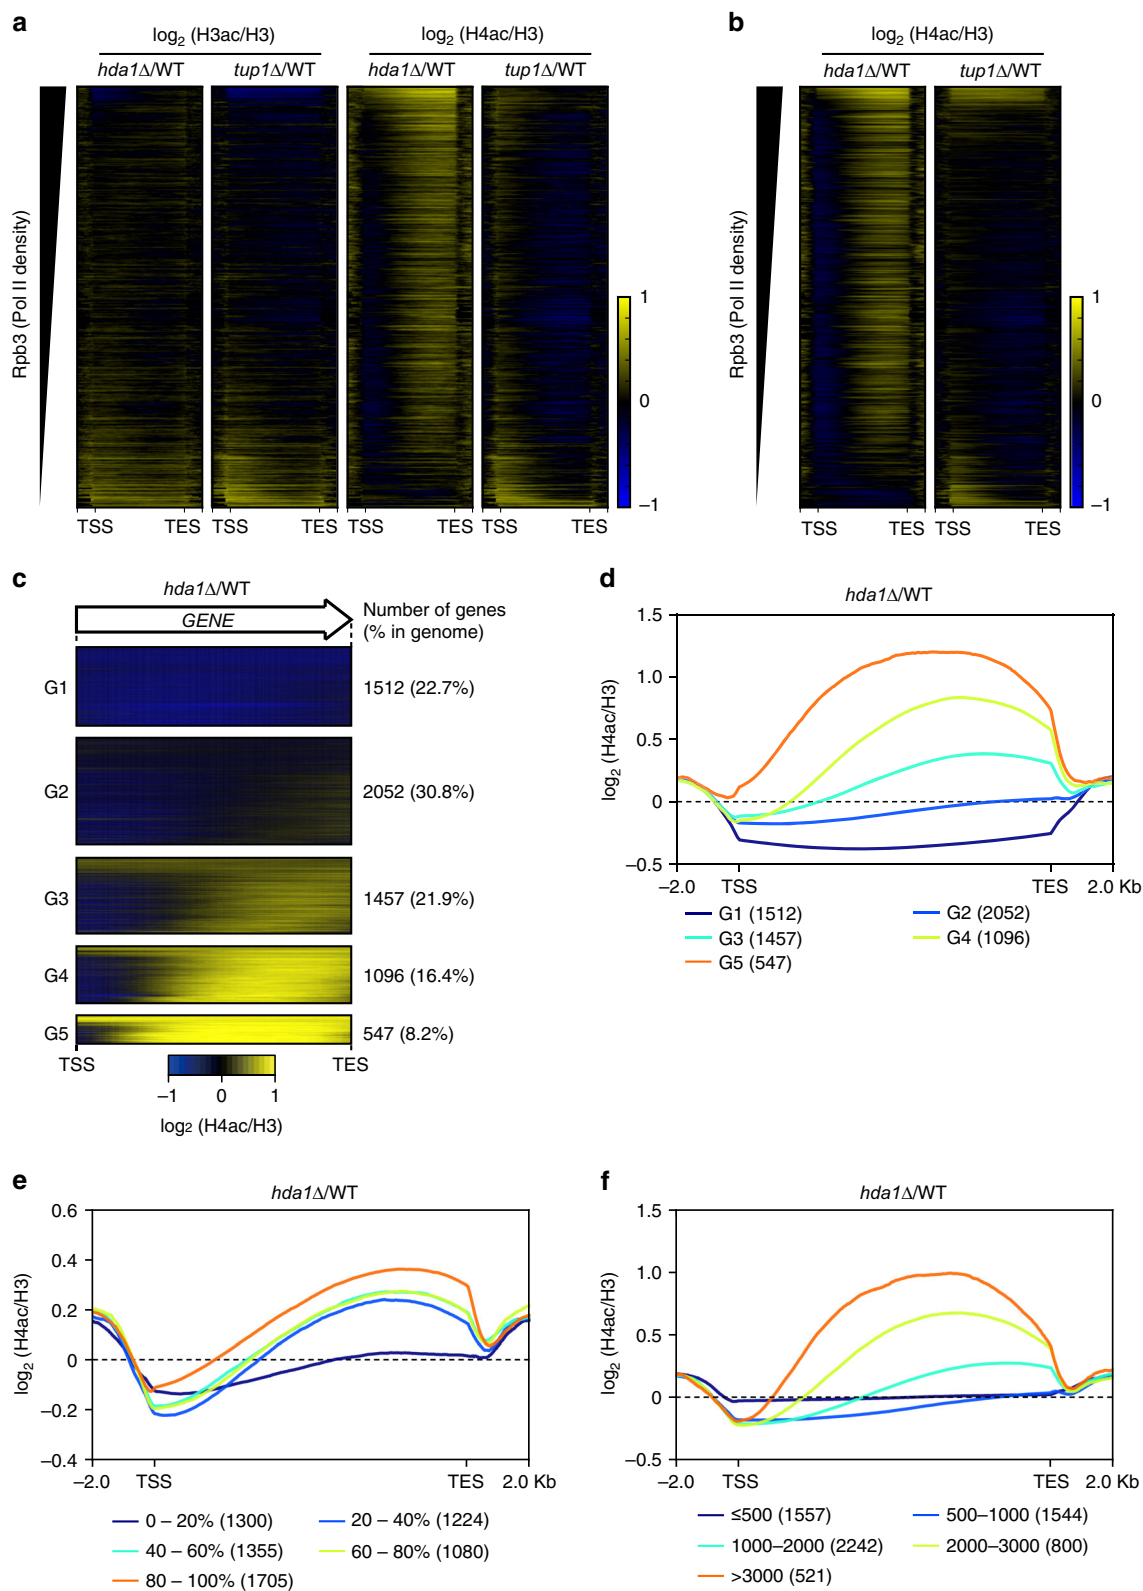 a
log2 (H3ac/H3)
log2 (H4ac/H3)
hda1Δ/WT
tup1Δ/WT
hda1Δ/WT
tup1Δ/WT
Rpb3 (Pol II density)
1
0
−1
TSS TES
TSS TES
TSS TES
TSS TES
b
log2 (H4ac/H3)
hda1Δ/WT
tup1Δ/WT
Rpb3 (Pol II density)
1
0
−1
TSS TES
TSS TES
c
hda1Δ/WT
GENE
Number of genes
(% in genome)
G1 1512 (22.7%)
G2 2052 (30.8%)
G3 1457 (21.9%)
G4 1096 (16.4%)
G5 547 (8.2%)
TSS TES
−1 0 1
log2 (H4ac/H3)
d
hda1Δ/WT
log2 (H4ac/H3)
1.5
1.0
0.5
0
−0.5
−2.0 TSS TES 2.0 Kb
G1 (1512) G2 (2052)
G3 (1457) G4 (1096)
G5 (547)
e
hda1Δ/WT
log2 (H4ac/H3)
0.6
0.4
0.2
0
−0.2
−0.4
−2.0 TSS TES 2.0 Kb
0 – 20% (1300) 20 – 40% (1224)
40 – 60% (1355) 60 – 80% (1080)
80 – 100% (1705)
f
hda1Δ/WT
log2 (H4ac/H3)
1.5
1.0
0.5
0
−0.5
−2.0 TSS TES 2.0 Kb
≤500 (1557) 500–1000 (1544)
1000–2000 (2242) 2000–3000 (800)
>3000 (521)